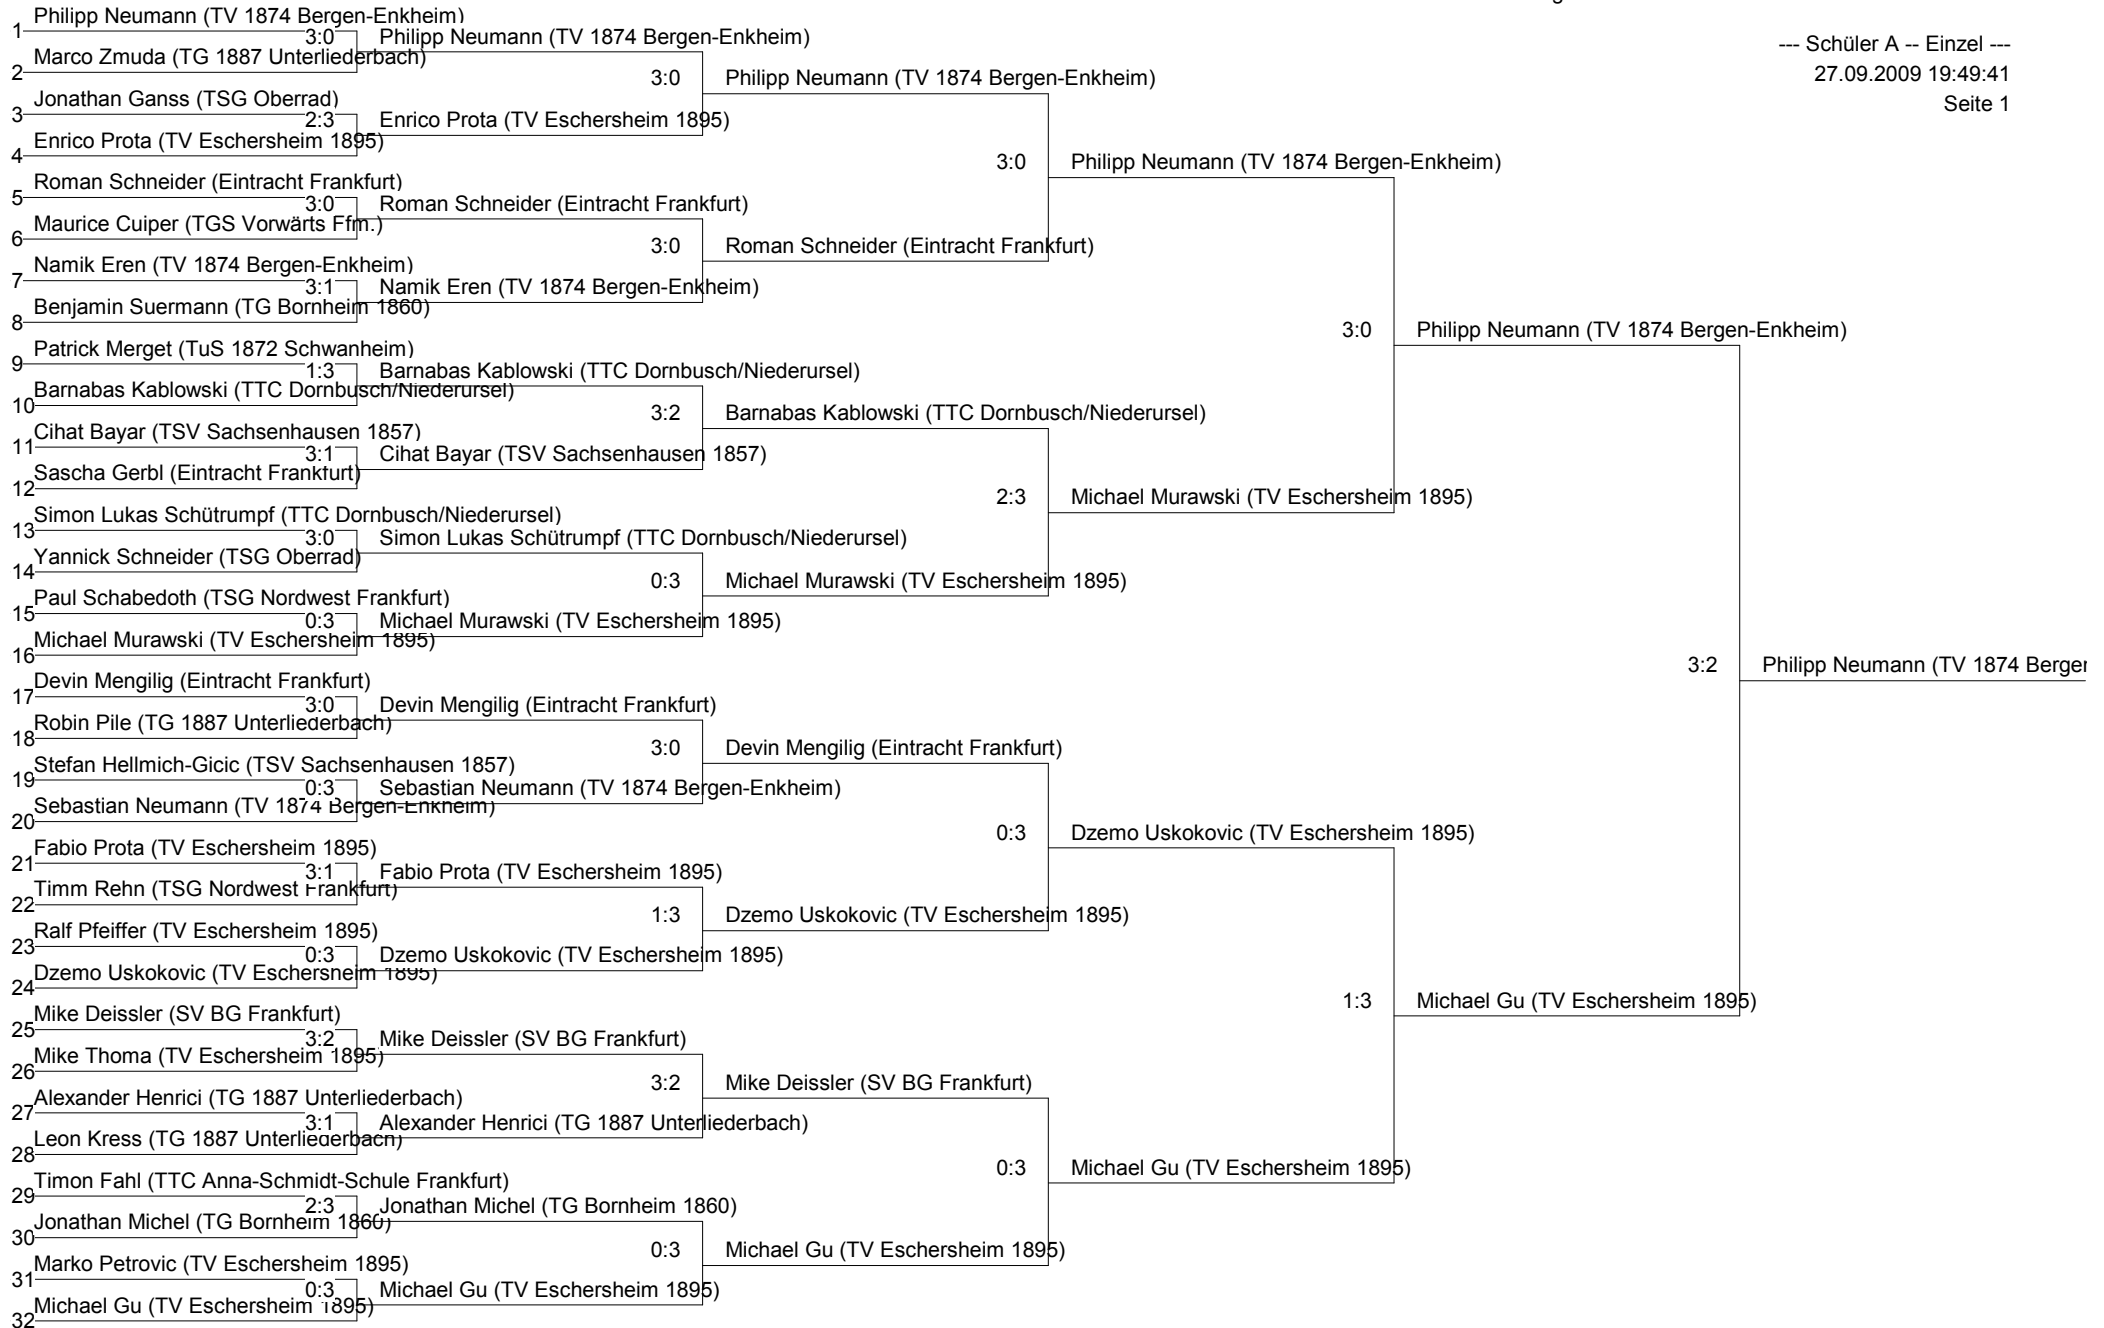 --- Schüler A -- Einzel ---
27.09.2009 19:49:41
Seite 1
1 Philipp Neumann (TV 1874 Bergen-Enkheim)
3:0 Philipp Neumann (TV 1874 Bergen-Enkheim)
2 Marco Zmuda (TG 1887 Unterliederbach)
3:0 Philipp Neumann (TV 1874 Bergen-Enkheim)
3 Jonathan Ganss (TSG Oberrad)
2:3 Enrico Prota (TV Eschersheim 1895)
4 Enrico Prota (TV Eschersheim 1895)
3:0 Philipp Neumann (TV 1874 Bergen-Enkheim)
5 Roman Schneider (Eintracht Frankfurt)
3:0 Roman Schneider (Eintracht Frankfurt)
6 Maurice Cuiper (TGS Vorwärts Ffm.)
3:0 Roman Schneider (Eintracht Frankfurt)
7 Namik Eren (TV 1874 Bergen-Enkheim)
3:1 Namik Eren (TV 1874 Bergen-Enkheim)
8 Benjamin Suermann (TG Bornheim 1860)
3:0 Philipp Neumann (TV 1874 Bergen-Enkheim)
9 Patrick Merget (TuS 1872 Schwanheim)
1:3 Barnabas Kablowski (TTC Dornbusch/Niederursel)
10 Barnabas Kablowski (TTC Dornbusch/Niederursel)
3:2 Barnabas Kablowski (TTC Dornbusch/Niederursel)
11 Cihat Bayar (TSV Sachsenhausen 1857)
3:1 Cihat Bayar (TSV Sachsenhausen 1857)
12 Sascha Gerbl (Eintracht Frankfurt)
2:3 Michael Murawski (TV Eschersheim 1895)
13 Simon Lukas Schütrumpf (TTC Dornbusch/Niederursel)
3:0 Simon Lukas Schütrumpf (TTC Dornbusch/Niederursel)
14 Yannick Schneider (TSG Oberrad)
0:3 Michael Murawski (TV Eschersheim 1895)
15 Paul Schabedoth (TSG Nordwest Frankfurt)
0:3 Michael Murawski (TV Eschersheim 1895)
16 Michael Murawski (TV Eschersheim 1895)
3:2 Philipp Neumann (TV 1874 Berger
17 Devin Mengilig (Eintracht Frankfurt)
3:0 Devin Mengilig (Eintracht Frankfurt)
18 Robin Pile (TG 1887 Unterliederbach)
3:0 Devin Mengilig (Eintracht Frankfurt)
19 Stefan Hellmich-Gicic (TSV Sachsenhausen 1857)
0:3 Sebastian Neumann (TV 1874 Bergen-Enkheim)
20 Sebastian Neumann (TV 1874 Bergen-Enkheim)
0:3 Dzemo Uskokovic (TV Eschersheim 1895)
21 Fabio Prota (TV Eschersheim 1895)
3:1 Fabio Prota (TV Eschersheim 1895)
22 Timm Rehn (TSG Nordwest Frankfurt)
1:3 Dzemo Uskokovic (TV Eschersheim 1895)
23 Ralf Pfeiffer (TV Eschersheim 1895)
0:3 Dzemo Uskokovic (TV Eschersheim 1895)
24 Dzemo Uskokovic (TV Eschersheim 1895)
1:3 Michael Gu (TV Eschersheim 1895)
25 Mike Deissler (SV BG Frankfurt)
3:2 Mike Deissler (SV BG Frankfurt)
26 Mike Thoma (TV Eschersheim 1895)
3:2 Mike Deissler (SV BG Frankfurt)
27 Alexander Henrici (TG 1887 Unterliederbach)
3:1 Alexander Henrici (TG 1887 Unterliederbach)
28 Leon Kress (TG 1887 Unterliederbach)
0:3 Michael Gu (TV Eschersheim 1895)
29 Timon Fahl (TTC Anna-Schmidt-Schule Frankfurt)
2:3 Jonathan Michel (TG Bornheim 1860)
30 Jonathan Michel (TG Bornheim 1860)
0:3 Michael Gu (TV Eschersheim 1895)
31 Marko Petrovic (TV Eschersheim 1895)
0:3 Michael Gu (TV Eschersheim 1895)
32 Michael Gu (TV Eschersheim 1895)